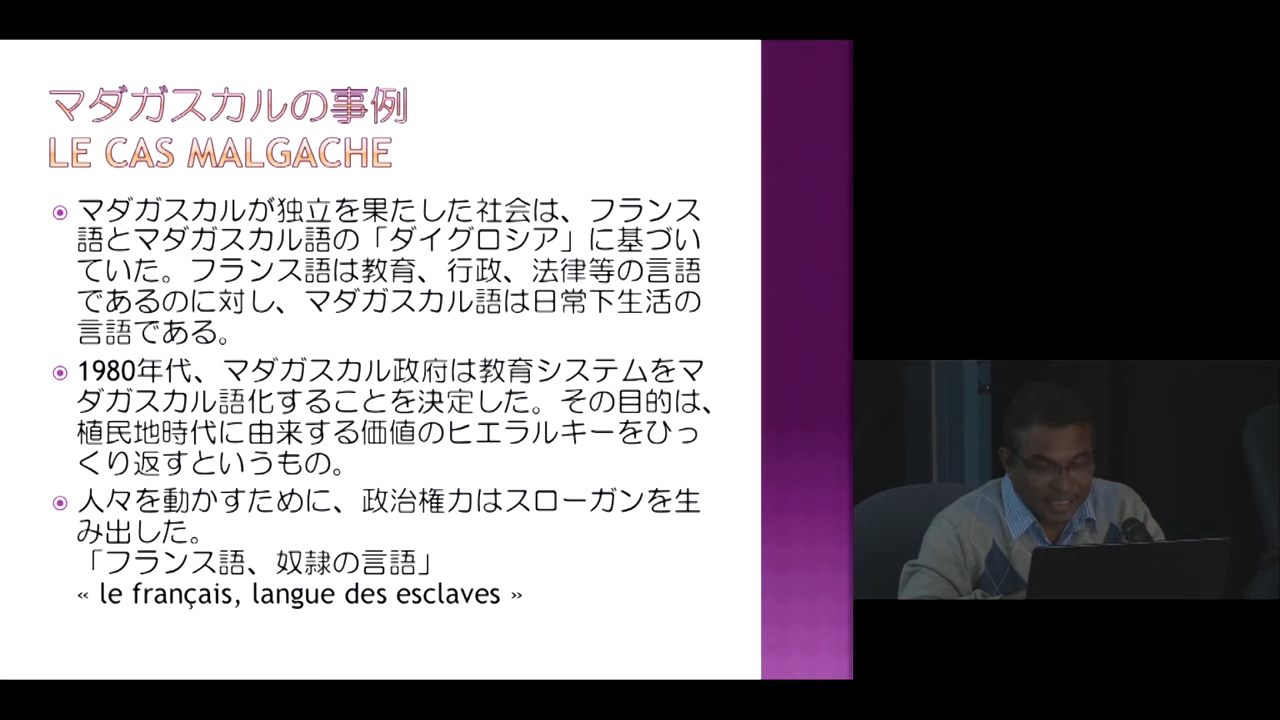 マダガスカルの事例
LE CAS MALGACHE
マダガスカルが独立を果たした社会は、フランス
語とマダガスカル語の「ダイグロシア」に基づい
ていた。フランス語は教育、行政、法律等の言語
であるのに対し、マダガスカル語は日常下生活の
言語である。
1980年代、マダガスカル政府は教育システムをマ
ダガスカル語化することを決定した。その目的は、
植民地時代に由来する価値のヒエラルキーをひっ
くり返すというもの。
人々を動かすために、政治権力はスローガンを生
み出した。
「フランス語、奴隷の言語」
« le français, langue des esclaves »